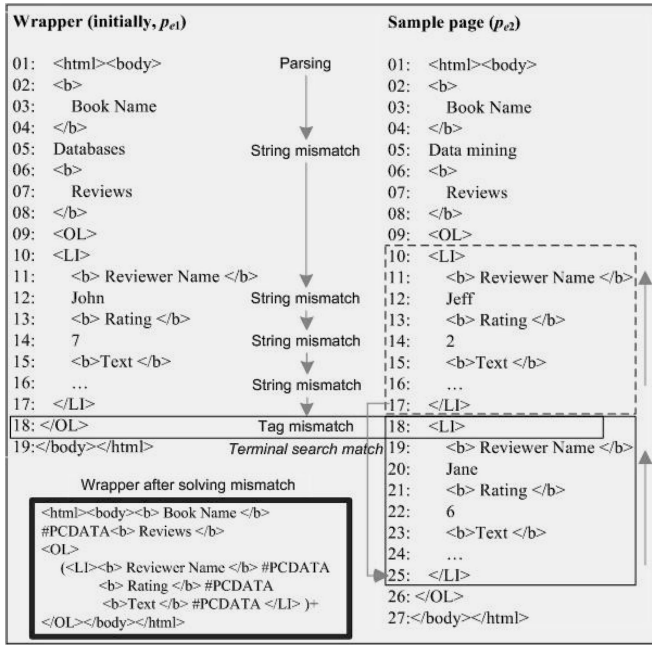 Wrapper (initially, pe1)
01: <html><body>
02: <b>
03: Book Name
04: </b>
05: Databases
06: <b>
07: Reviews
08: </b>
09: <OL>
10: <LI>
11: <b> Reviewer Name </b>
12: John
13: <b> Rating </b>
14: 7
15: <b>Text </b>
16: ...
17: </LI>
18: </OL>
19:</body></html>
Parsing
String mismatch
String mismatch
String mismatch
String mismatch
Tag mismatch
Terminal search match
Sample page (pe2)
01: <html><body>
02: <b>
03: Book Name
04: </b>
05: Data mining
06: <b>
07: Reviews
08: </b>
09: <OL>
10: <LI>
11: <b> Reviewer Name </b>
12: Jeff
13: <b> Rating </b>
14: 2
15: <b>Text </b>
16: ...
17: </LI>
18: <LI>
19: <b> Reviewer Name </b>
20: Jane
21: <b> Rating </b>
22: 6
23: <b>Text </b>
24: ...
25: </LI>
26: </OL>
27:</body></html>
Wrapper after solving mismatch
<html><body><b> Book Name </b>
#PCDATA<b> Reviews </b>
<OL>
(<LI><b> Reviewer Name </b> #PCDATA
<b> Rating </b> #PCDATA
<b>Text </b> #PCDATA </LI> )+
</OL></body></html>